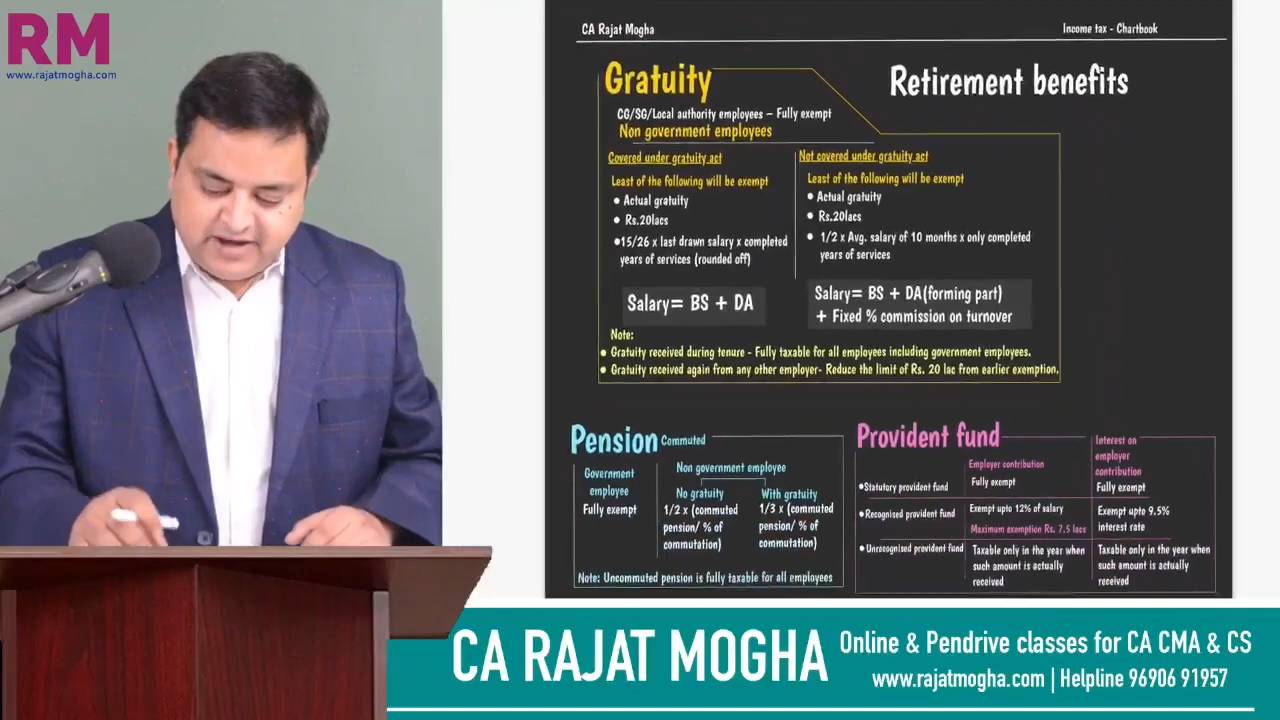 RM
www.rajatmogha.com
CA Rajat Mogha
Income tax - Chartbook
Gratuity
Retirement benefits
CG/SG/Local authority employees – Fully exempt
Non government employees
Covered under gratuity act
Least of the following will be exempt
• Actual gratuity
• Rs.20lacs
•15/26 x last drawn salary x completed
years of services (rounded off)
Salary= BS + DA
Not covered under gratuity act
Least of the following will be exempt
• Actual gratuity
• Rs.20lacs
• 1/2 x Avg. salary of 10 months x only completed
years of services
Salary= BS + DA(forming part)
+ Fixed % commission on turnover
Note:
• Gratuity received during tenure - Fully taxable for all employees including government employees.
• Gratuity received again from any other employer- Reduce the limit of Rs. 20 lac from earlier exemption.
Pension Commuted
Government
employee
Fully exempt
Non government employee
No gratuity
1/2 x (commuted
pension/ % of
commutation)
With gratuity
1/3 x (commuted
pension/ % of
commutation)
Note: Uncommuted pension is fully taxable for all employees
Provident fund
Employer contribution
Interest on
employer
contribution
•Statutory provident fund
Fully exempt
Fully exempt
•Recognised provident fund
Exempt upto 12% of salary
Maximum exemption Rs. 7.5 lacs
Exempt upto 9.5%
interest rate
•Unrecognised provident fund
Taxable only in the year when
such amount is actually
received
Taxable only in the year when
such amount is actually
received
CA RAJAT MOGHA
Online & Pendrive classes for CA CMA & CS
www.rajatmogha.com | Helpline 96906 91957